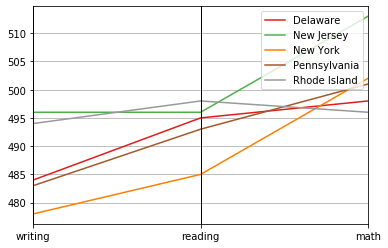 510
505
500
495
490
485
480
writing
reading
math
Delaware
New Jersey
New York
Pennsylvania
Rhode Island